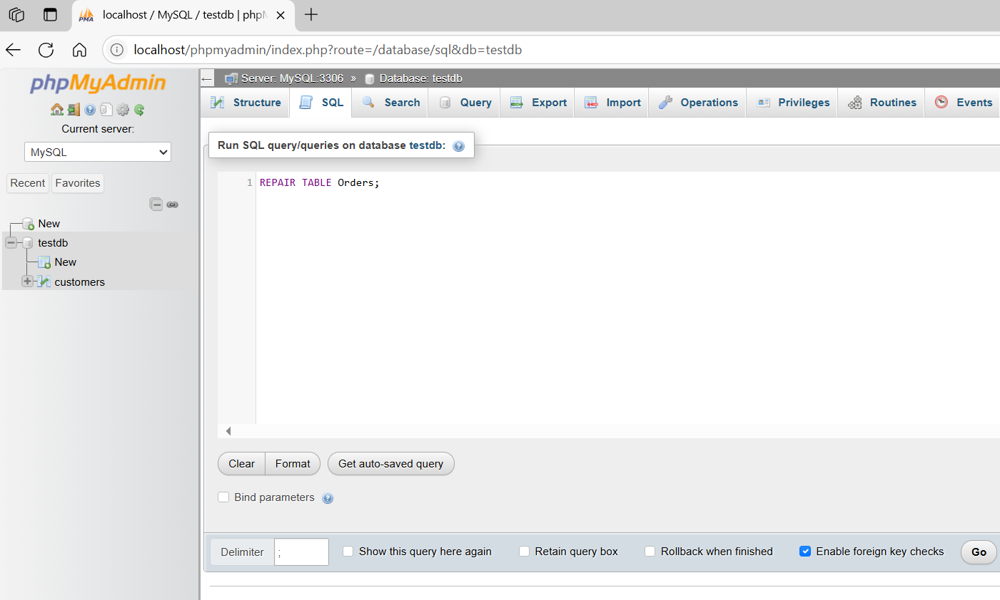 localhost / MySQL / testdb | phpM
localhost/phpmyadmin/index.php?route=/database/sql&db=testdb
phpMyAdmin
Current server:
MySQL
Recent
Favorites
New
testdb
New
customers
Server: MySQL:3306 » Database: testdb
Structure
SQL
Search
Query
Export
Import
Operations
Privileges
Routines
Events
Run SQL query/queries on database testdb:
1 REPAIR TABLE Orders;
Clear
Format
Get auto-saved query
Bind parameters
Delimiter
;
Show this query here again
Retain query box
Rollback when finished
Enable foreign key checks
Go